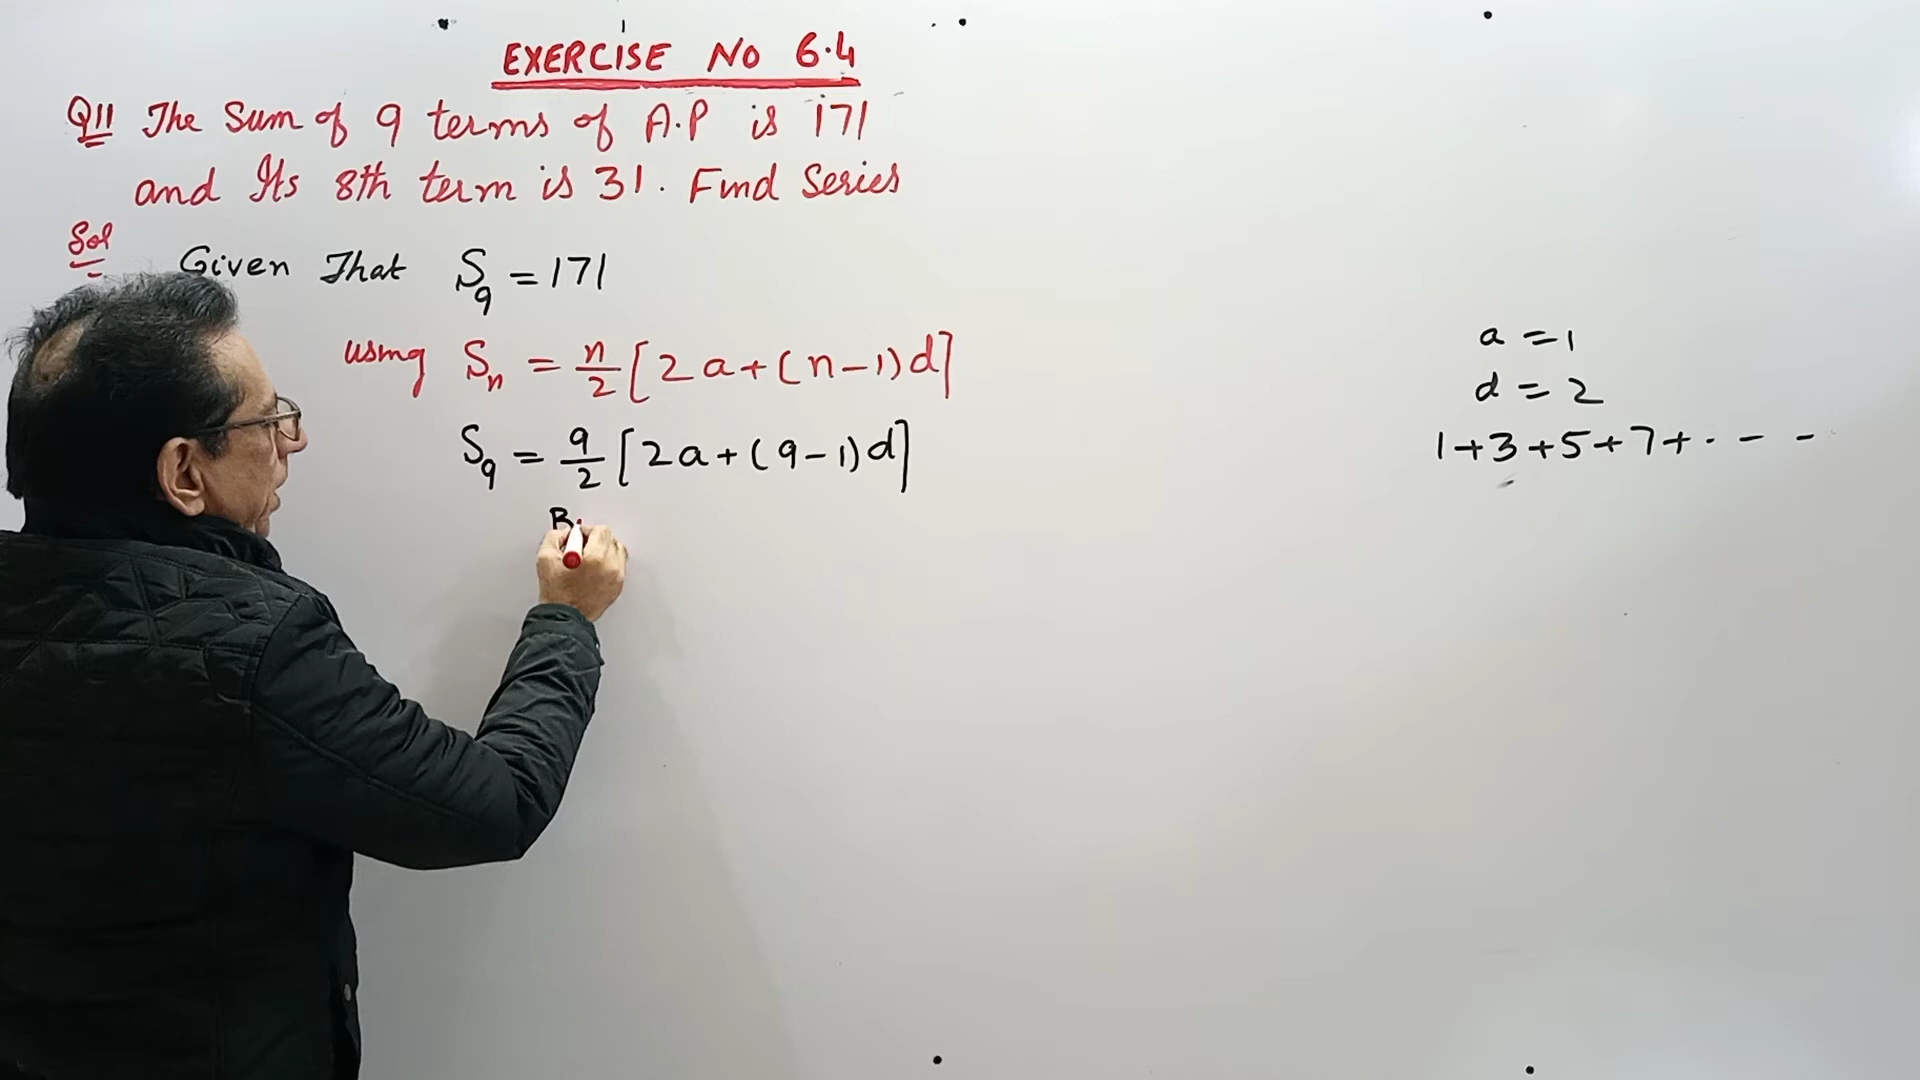 EXERCISE NO 6.4
Q11 The Sum of 9 terms of A.P is 171
and Its 8th term is 31. Find Series
Sol
Given That S₉ = 171
using Sₙ = n/2 [2a+(n-1)d]
S₉ = 9/2 [2a+(9-1)d]
B
a = 1
d = 2
1+3+5+7+. - -